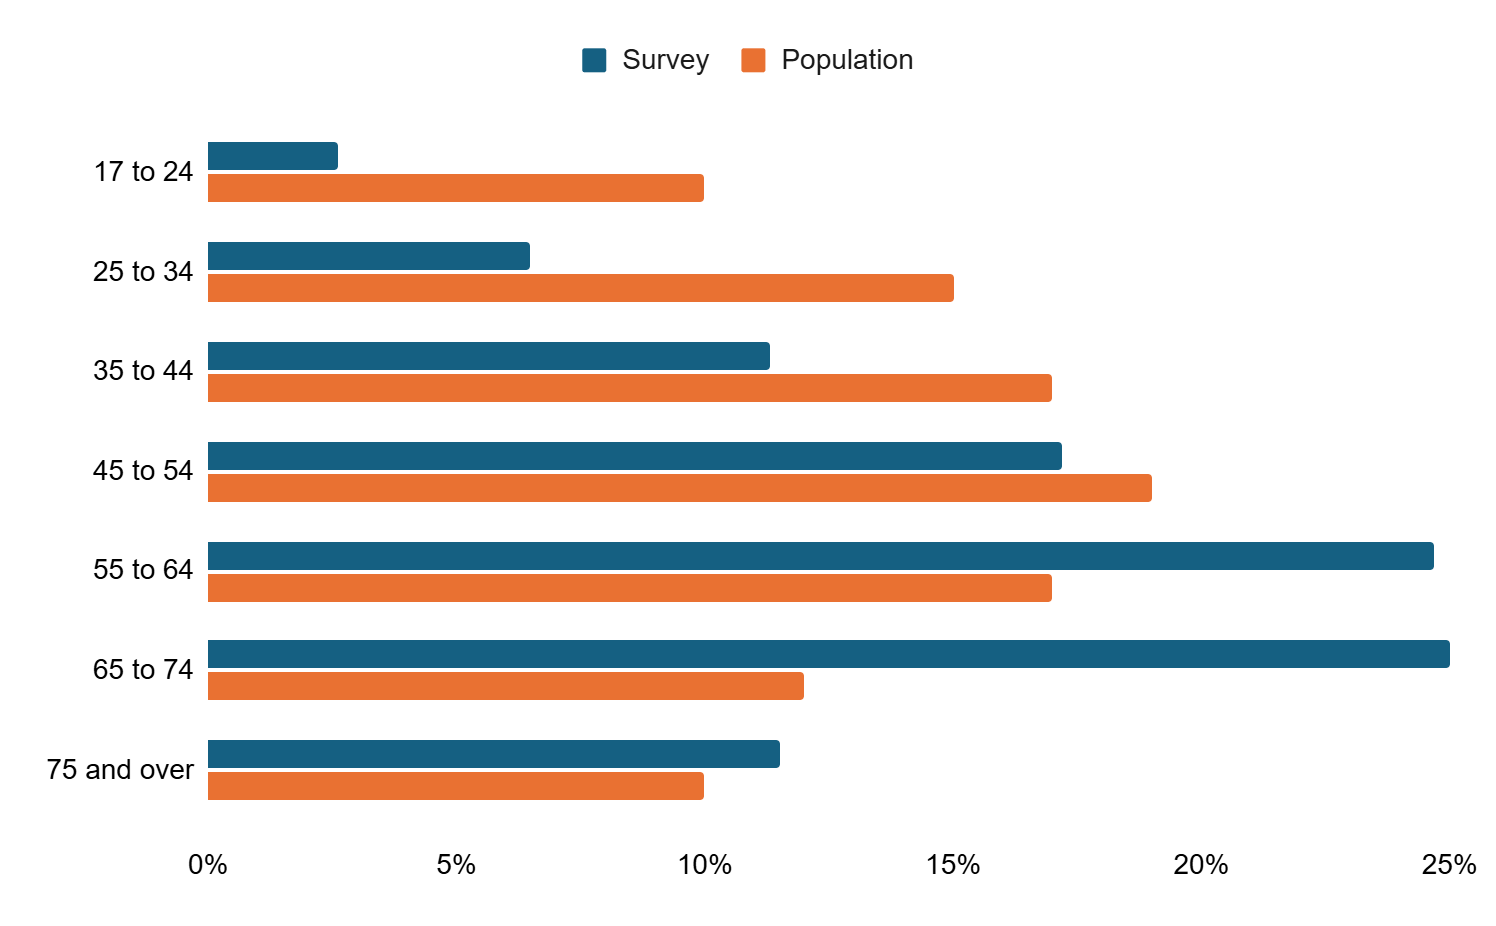 Survey Population
17 to 24
25 to 34
35 to 44
45 to 54
55 to 64
65 to 74
75 and over
0% 5% 10% 15% 20% 25%